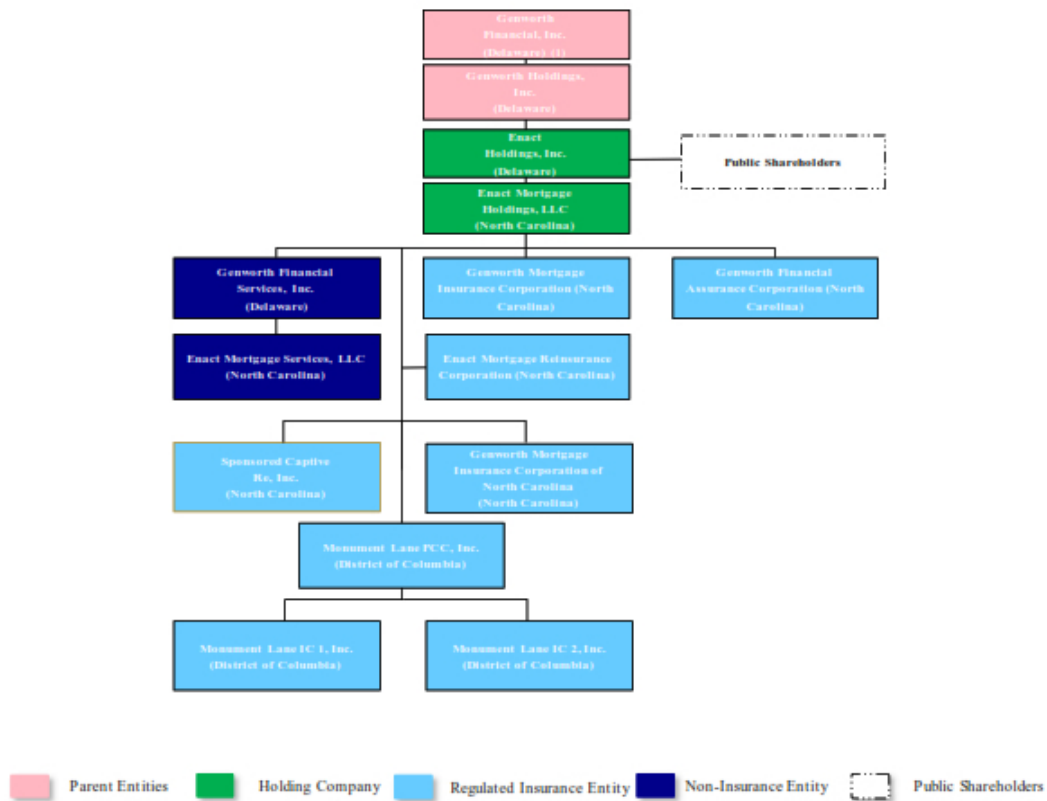 Genworth
Financial, Inc.
(Delaware) (1)
Genworth Holdings,
Inc.
(Delaware)
Enact
Holdings, Inc.
(Delaware)
Public Shareholders
Enact Mortgage
Holdings, LLC
(North Carolina)
Genworth Financial
Services, Inc.
(Delaware)
Genworth Mortgage
Insurance Corporation (North
Carolina)
Genworth Financial
Assurance Corporation (North
Carolina)
Enact Mortgage Services, LLC
(North Carolina)
Enact Mortgage Reinsurance
Corporation (North Carolina)
Sponsored Captive
Re, Inc.
(North Carolina)
Genworth Mortgage
Insurance Corporation of
North Carolina
(North Carolina)
Monument Lane PCC, Inc.
(District of Columbia)
Monument Lane IC 1, Inc.
(District of Columbia)
Monument Lane IC 2, Inc.
(District of Columbia)
Parent Entities
Holding Company
Regulated Insurance Entity
Non-Insurance Entity
Public Shareholders